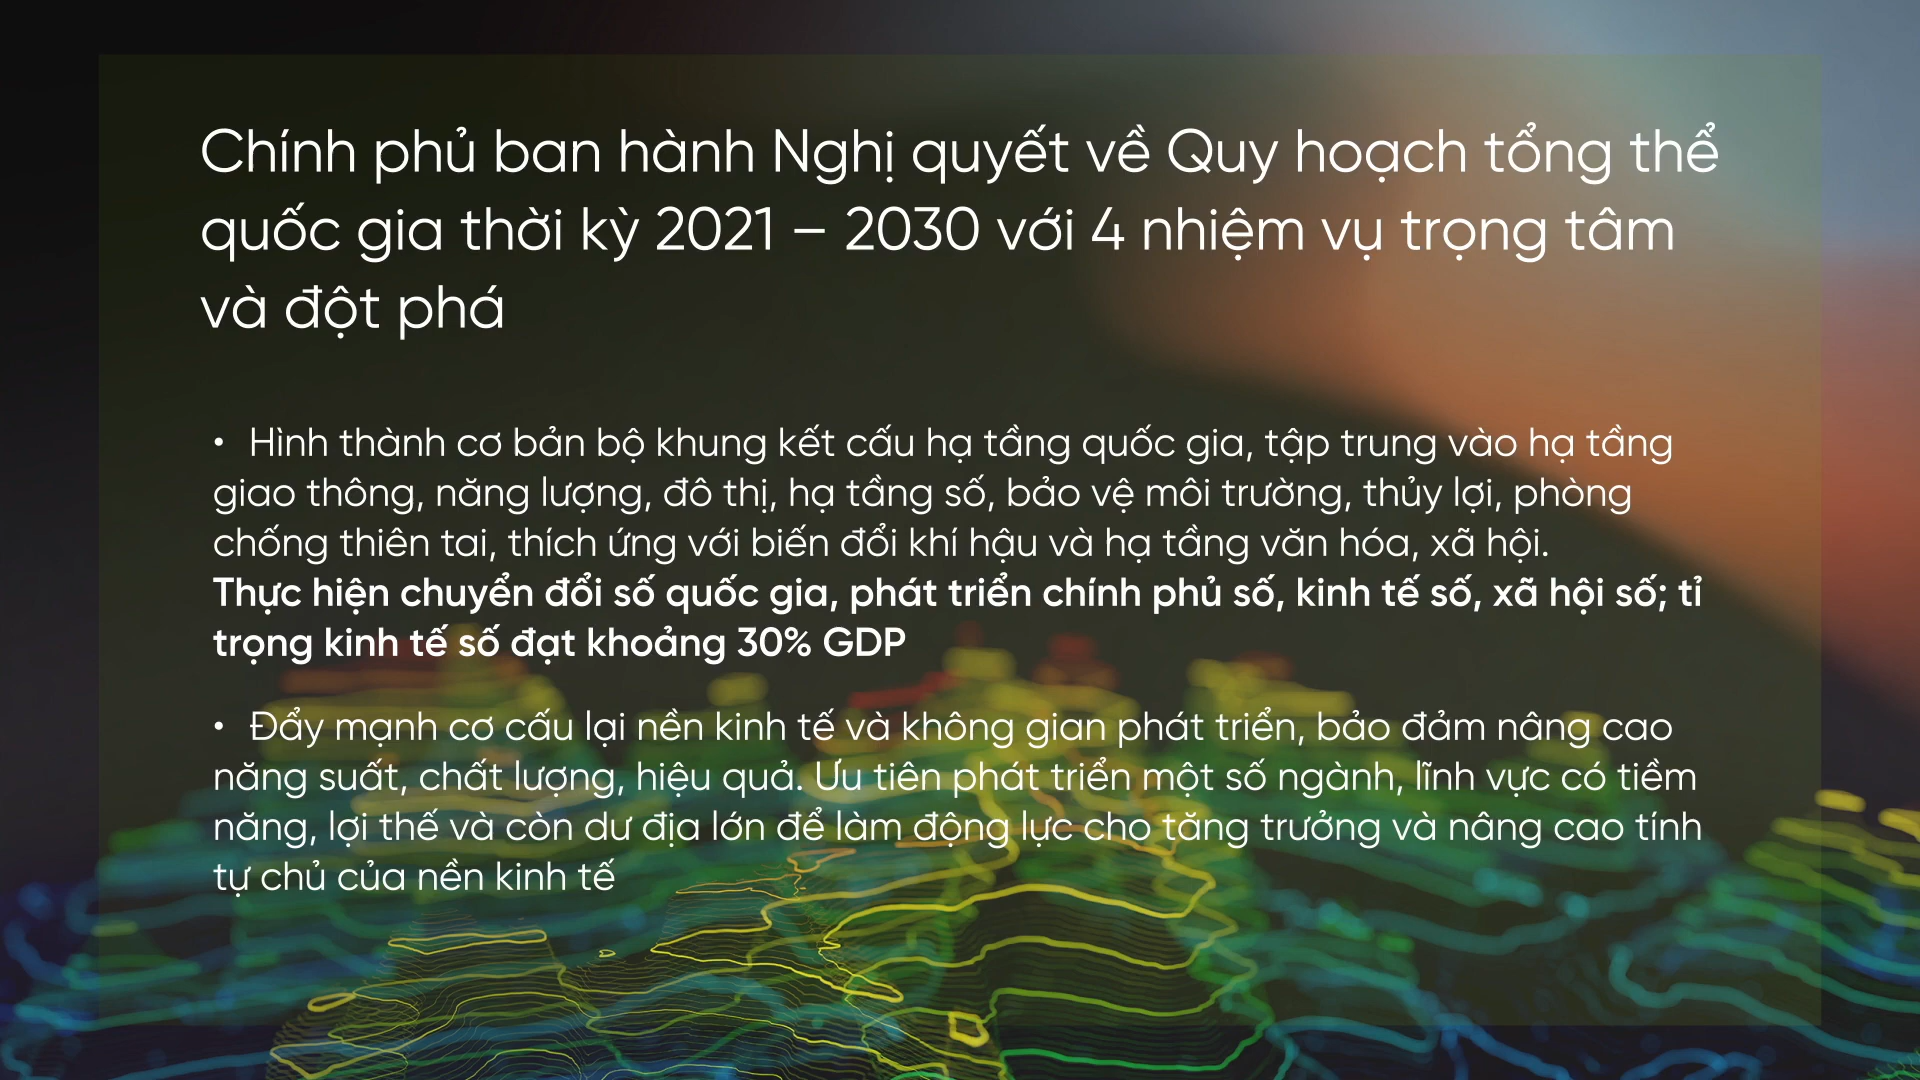 Chính phủ ban hành Nghị quyết về Quy hoạch tổng thể
quốc gia thời kỳ 2021 – 2030 với 4 nhiệm vụ trọng tâm
và đột phá
• Hình thành cơ bản bộ khung kết cấu hạ tầng quốc gia, tập trung vào hạ tầng
giao thông, năng lượng, đô thị, hạ tầng số, bảo vệ môi trường, thủy lợi, phòng
chống thiên tai, thích ứng với biến đổi khí hậu và hạ tầng văn hóa, xã hội.
Thực hiện chuyển đổi số quốc gia, phát triển chính phủ số, kinh tế số, xã hội số; tỉ
trọng kinh tế số đạt khoảng 30% GDP
• Đẩy mạnh cơ cấu lại nền kinh tế và không gian phát triển, bảo đảm nâng cao
năng suất, chất lượng, hiệu quả. Ưu tiên phát triển một số ngành, lĩnh vực có tiềm
năng, lợi thế và còn dư địa lớn để làm động lực cho tăng trưởng và nâng cao tính
tự chủ của nền kinh tế